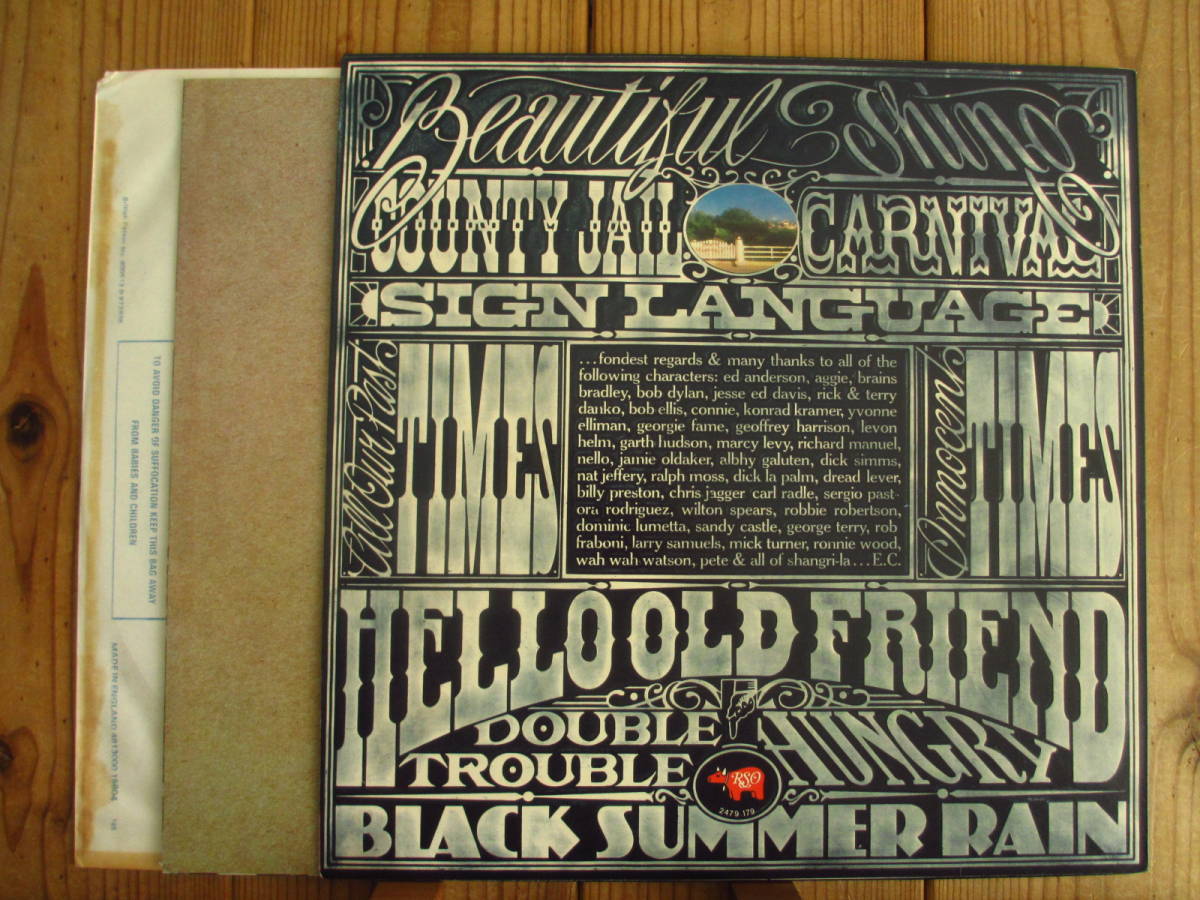 Beautiful Thing
COUNTY JAIL
CARNIVAL
SIGN LANGUAGE
All Our Past
TIMES
...fondest regards & many thanks to all of the
following characters: ed anderson, aggie, brains
bradley, bob dylan, jesse ed davis, rick & terry
danko, bob ellis, connie, konrad kramer, yvonne
elliman, georgie fame, geoffrey harrison, levon
helm, garth hudson, marcy levy, richard manuel,
nello, jamie oldaker, albhy galuten, dick simms,
nat jeffery, ralph moss, dick la palm, dread lever,
billy preston, chris jagger carl radle, sergio past-
ora rodriguez, wilton spears, robbie robertson,
dominic lumetta, sandy castle, george terry, rob
fraboni, larry samuels, mick turner, ronnie wood,
wah wah watson, pete & all of shangri-la...E.C.
Innocent
TIMES
HELLO OLD FRIEND
DOUBLE
TROUBLE
HUNGRY
RSO
2479 179
BLACK SUMMER RAIN
TO AVOID DANGER OF SUFFOCATION KEEP THIS BAG AWAY
FROM BABIES AND CHILDREN
MADE IN ENGLAND